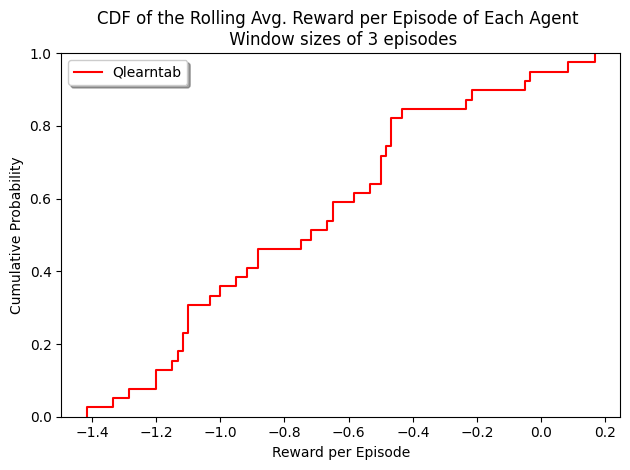 CDF of the Rolling Avg. Reward per Episode of Each Agent
Window sizes of 3 episodes
Qlearntab
Cumulative Probability
1.0
0.8
0.6
0.4
0.2
0.0
−1.4 −1.2 −1.0 −0.8 −0.6 −0.4 −0.2 0.0 0.2
Reward per Episode